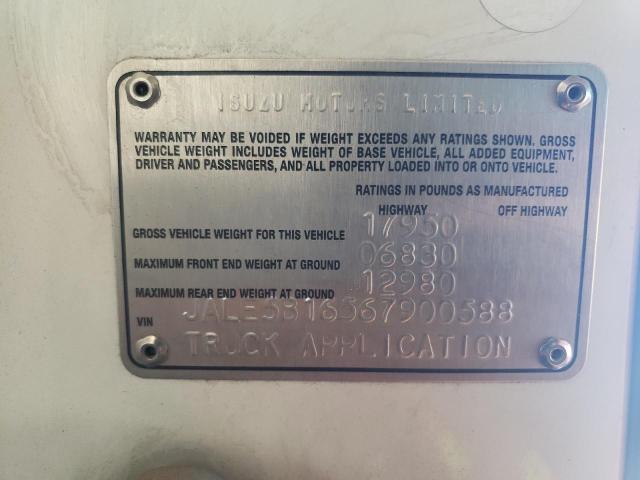 ISUZU MOTORS LIMITED
WARRANTY MAY BE VOIDED IF WEIGHT EXCEEDS ANY RATINGS SHOWN. GROSS
VEHICLE WEIGHT INCLUDES WEIGHT OF BASE VEHICLE, ALL ADDED EQUIPMENT,
DRIVER AND PASSENGERS, AND ALL PROPERTY LOADED INTO OR ONTO VEHICLE.
RATINGS IN POUNDS AS MANUFACTURED
HIGHWAY OFF HIGHWAY
GROSS VEHICLE WEIGHT FOR THIS VEHICLE 17950
MAXIMUM FRONT END WEIGHT AT GROUND 06830
MAXIMUM REAR END WEIGHT AT GROUND 12980
VIN JALE5B16567900588
TRUCK APPLICATION